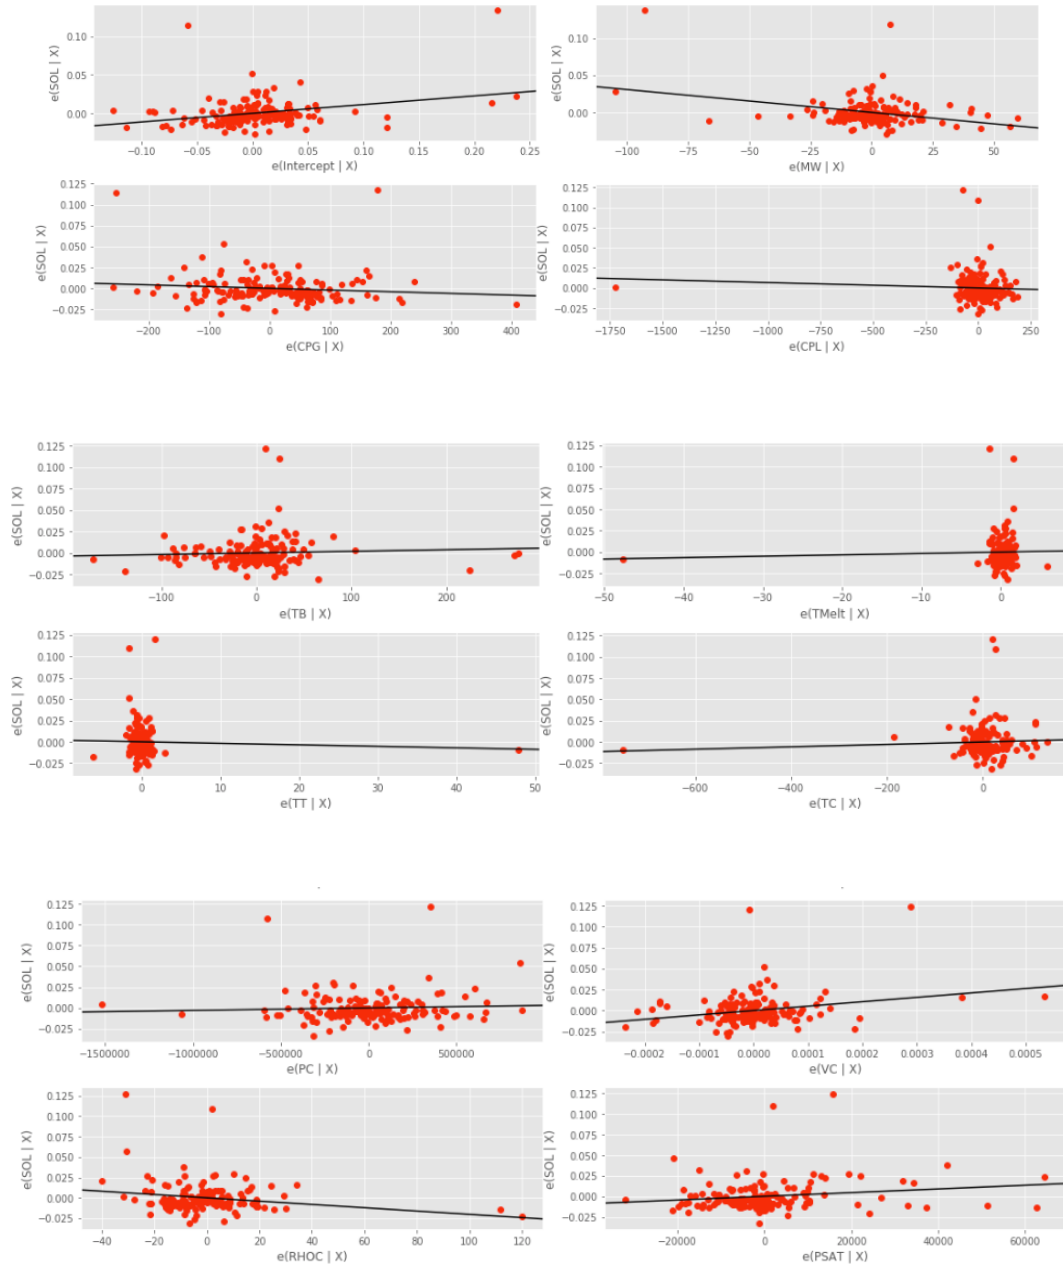 e(SOL | X)
0.10
0.05
0.00
−0.10 −0.05 0.00 0.05 0.10 0.15 0.20 0.25
e(Intercept | X)
e(SOL | X)
0.10
0.05
0.00
−100 −75 −50 −25 0 25 50
e(MW | X)
e(SOL | X)
0.125
0.100
0.075
0.050
0.025
0.000
−0.025
−200 −100 0 100 200 300 400
e(CPG | X)
e(SOL | X)
0.125
0.100
0.075
0.050
0.025
0.000
−0.025
−1750 −1500 −1250 −1000 −750 −500 −250 0 250
e(CPL | X)
e(SOL | X)
0.125
0.100
0.075
0.050
0.025
0.000
−0.025
−100 0 100 200
e(TB | X)
e(SOL | X)
0.125
0.100
0.075
0.050
0.025
0.000
−0.025
−50 −40 −30 −20 −10 0
e(TMelt | X)
e(SOL | X)
0.125
0.100
0.075
0.050
0.025
0.000
−0.025
0 10 20 30 40 50
e(TT | X)
e(SOL | X)
0.125
0.100
0.075
0.050
0.025
0.000
−0.025
−600 −400 −200 0
e(TC | X)
e(SOL | X)
0.125
0.100
0.075
0.050
0.025
0.000
−0.025
−1500000 −1000000 −500000 0 500000
e(PC | X)
e(SOL | X)
0.125
0.100
0.075
0.050
0.025
0.000
−0.025
−0.0002 −0.0001 0.0000 0.0001 0.0002 0.0003 0.0004 0.0005
e(VC | X)
e(SOL | X)
0.125
0.100
0.075
0.050
0.025
0.000
−0.025
−40 −20 0 20 40 60 80 100 120
e(RHOC | X)
e(SOL | X)
0.125
0.100
0.075
0.050
0.025
0.000
−0.025
−20000 0 20000 40000 60000
e(PSAT | X)